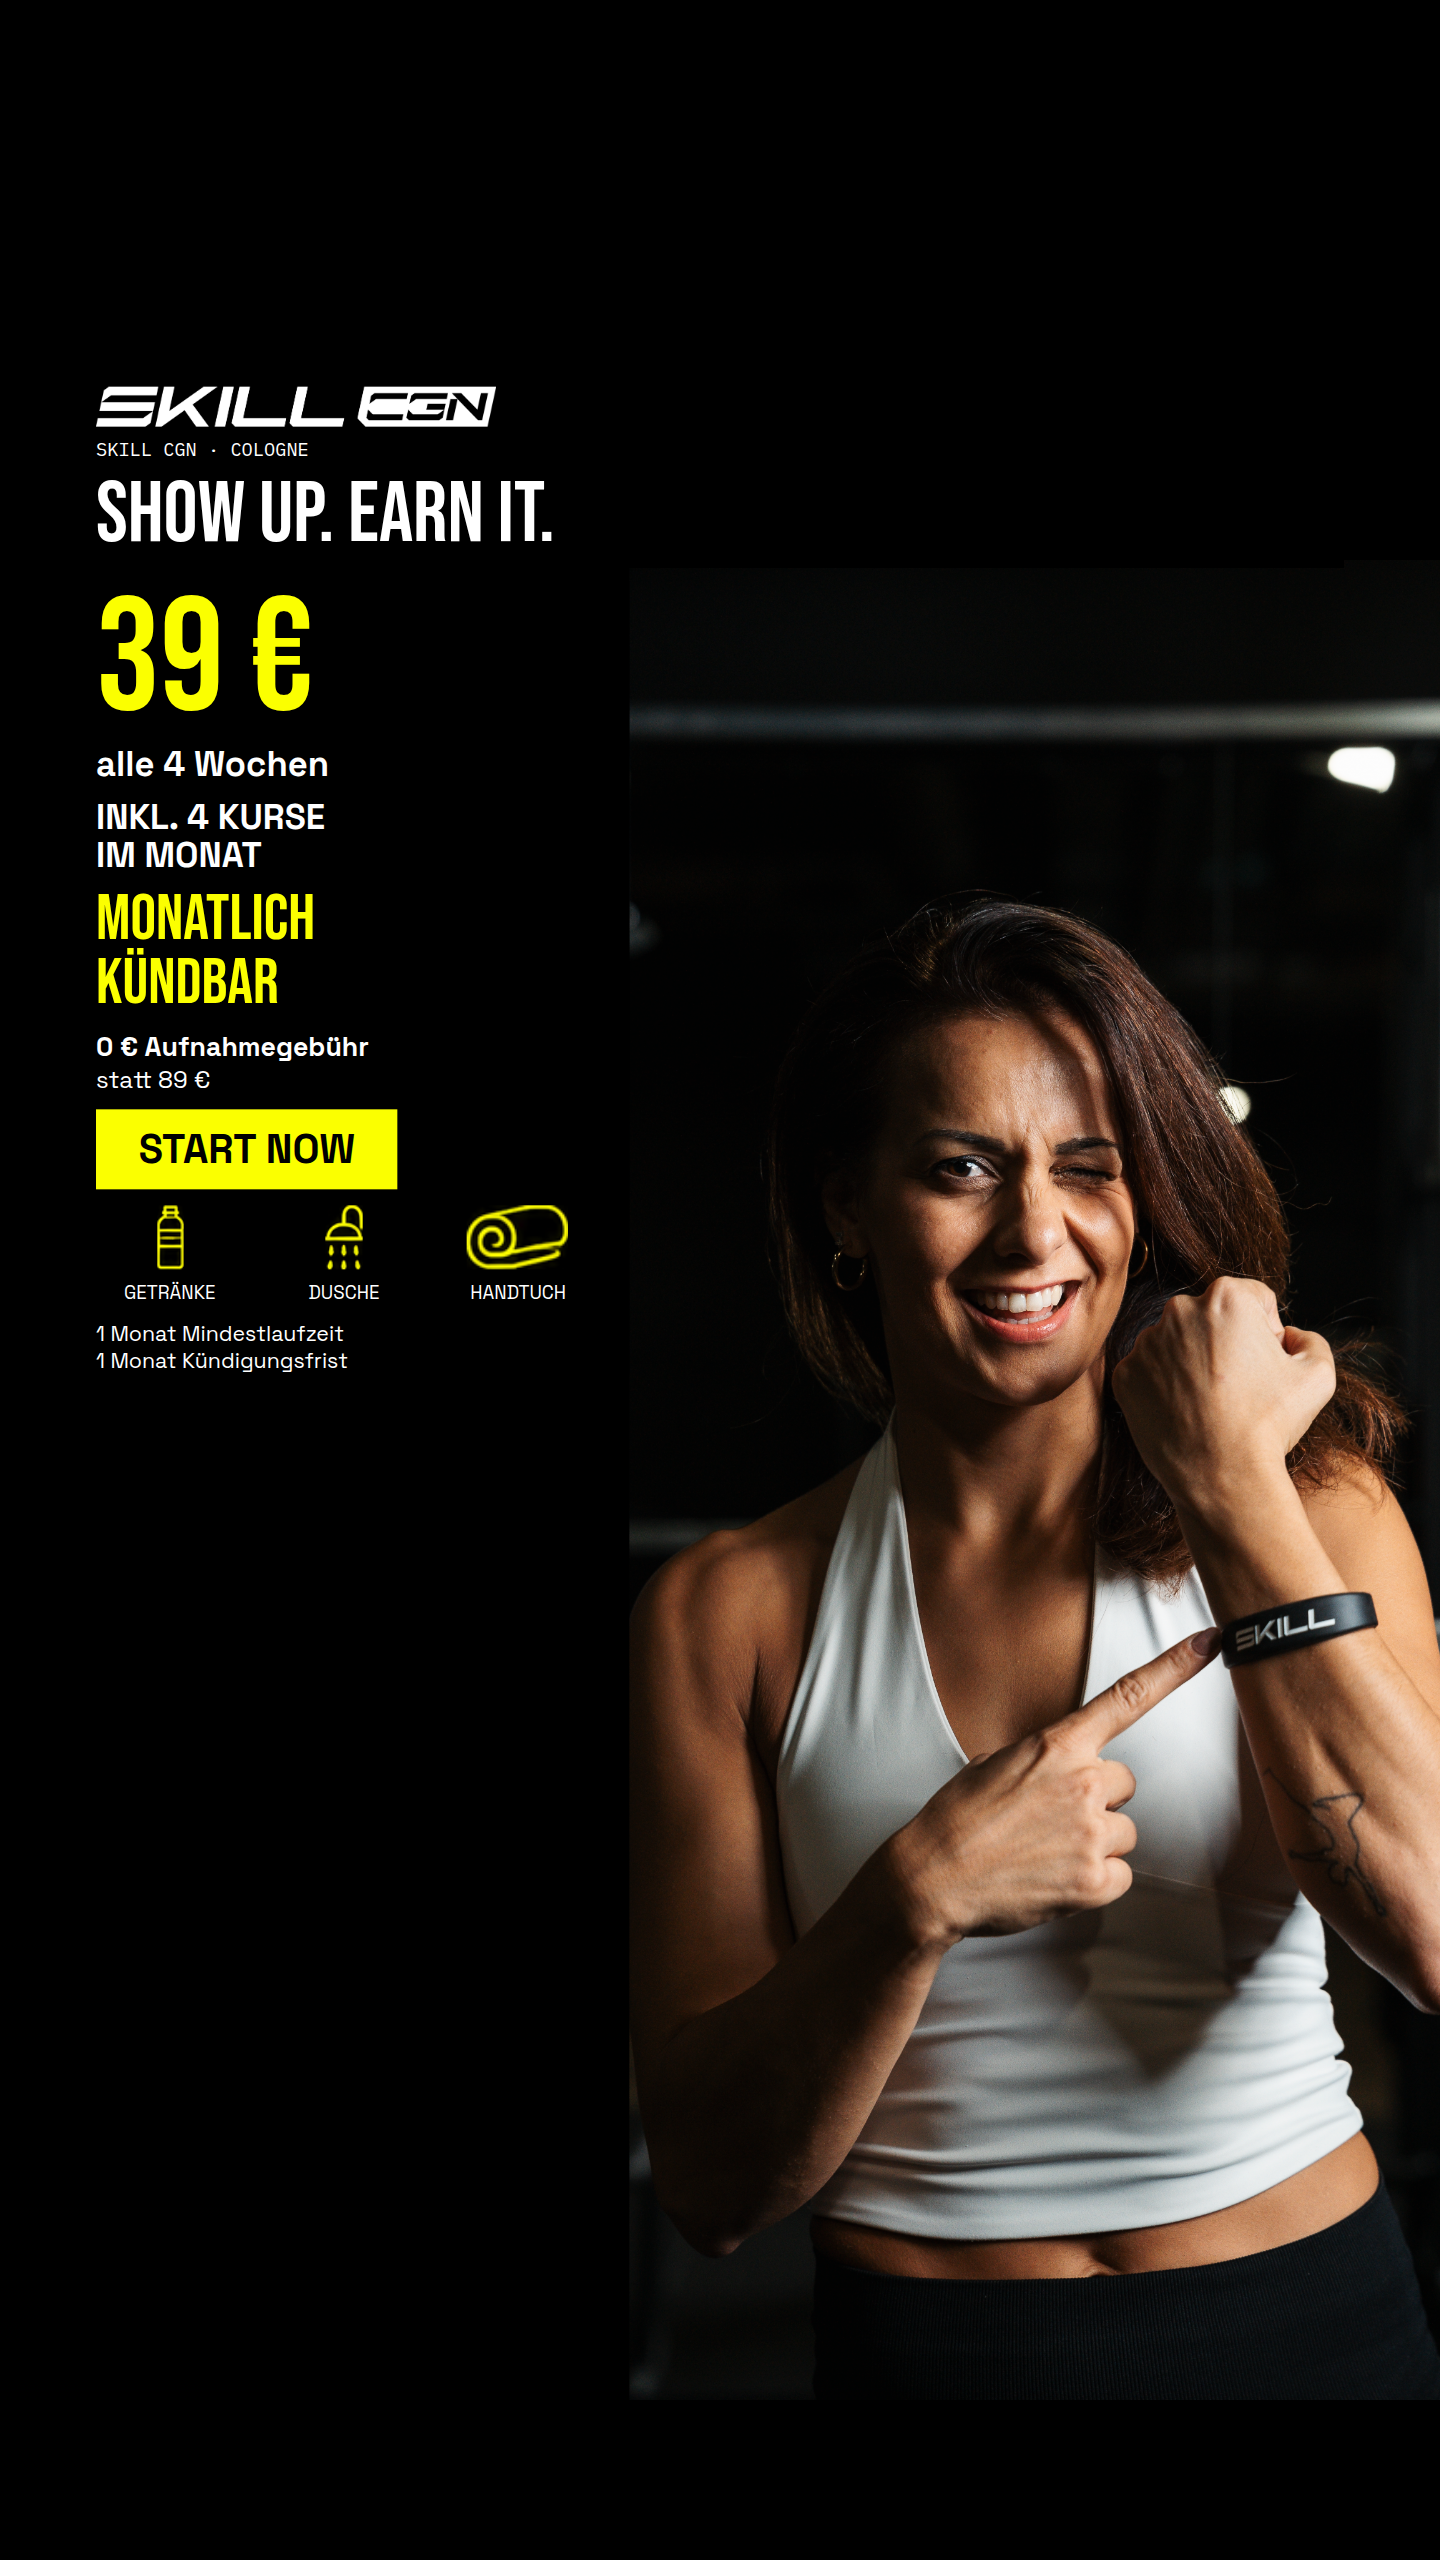 SKILL CGN
SKILL CGN · COLOGNE
SHOW UP. EARN IT.
39 €
alle 4 Wochen
INKL. 4 KURSE
IM MONAT
MONATLICH
KÜNDBAR
0 € Aufnahmegebühr
statt 89 €
START NOW
GETRÄNKE DUSCHE HANDTUCH
1 Monat Mindestlaufzeit
1 Monat Kündigungsfrist
SKILL